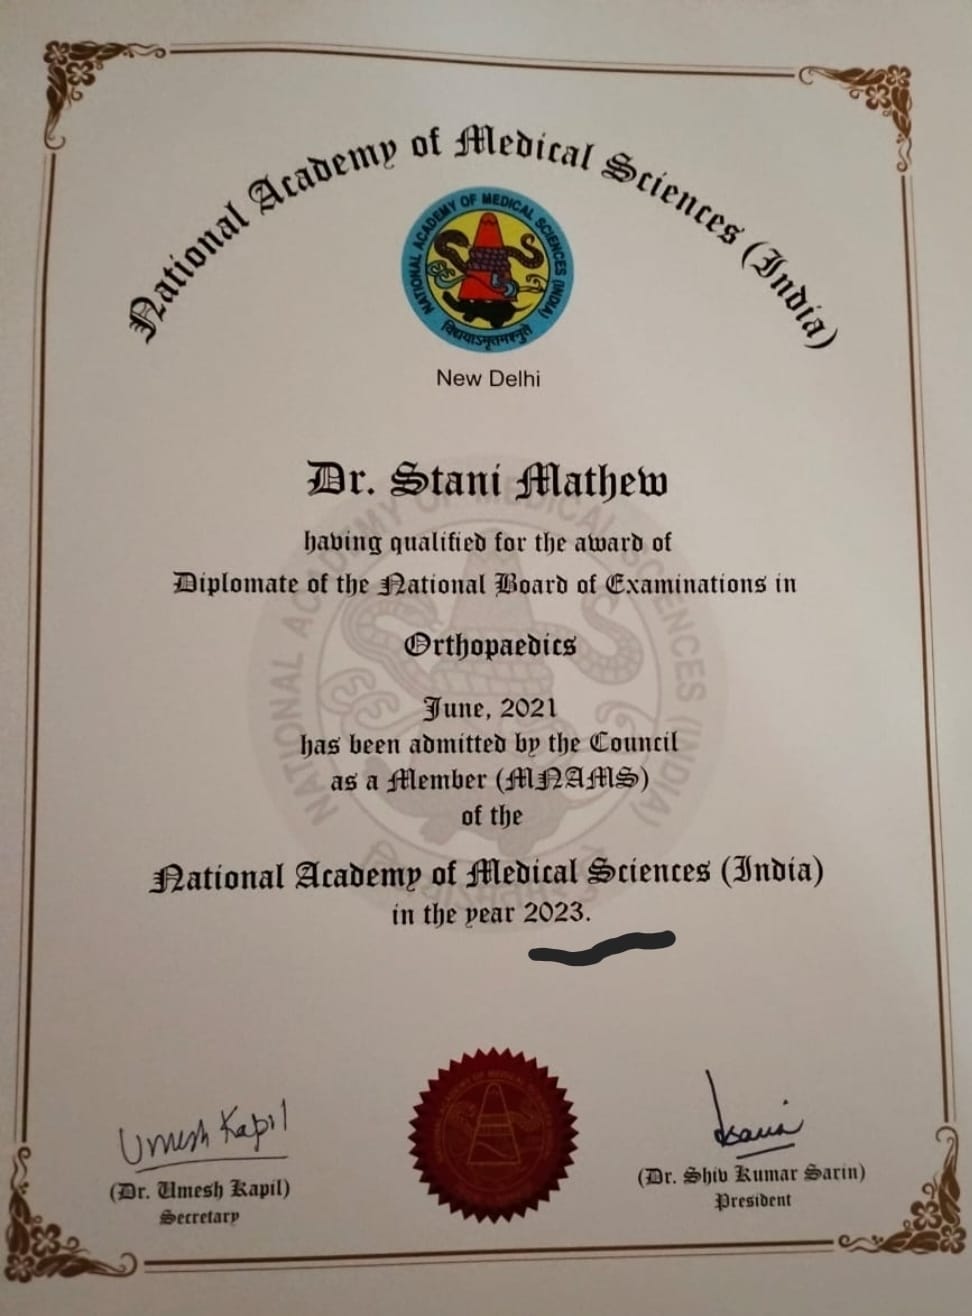 National Academy of Medical Sciences (India)
NATIONAL ACADEMY OF MEDICAL SCIENCES (INDIA)
विद्ययाऽमृतमश्नुते
New Delhi
Dr. Stani Mathew
having qualified for the award of
Diplomate of the National Board of Examinations in
Orthopaedics
June, 2021
has been admitted by the Council
as a Member (MNAMS)
of the
National Academy of Medical Sciences (India)
in the year 2023.
Umesh Kapil
(Dr. Umesh Kapil)
Secretary
(Dr. Shiv Kumar Sarin)
President